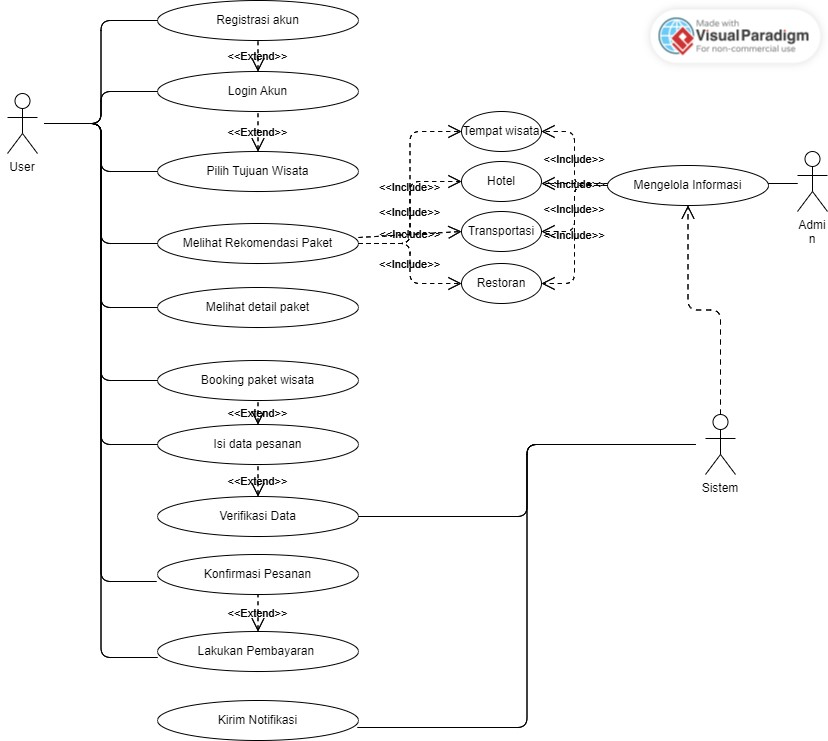 Made with
VisualParadigm
For non-commercial use
Registrasi akun
<<Extend>>
Login Akun
<<Extend>>
Pilih Tujuan Wisata
User
Melihat Rekomendasi Paket
Melihat detail paket
Booking paket wisata
<<Extend>>
Isi data pesanan
<<Extend>>
Verifikasi Data
Konfirmasi Pesanan
<<Extend>>
Lakukan Pembayaran
Kirim Notifikasi
<<Include>>
<<Include>>
<<Include>>
<<Include>>
Tempat wisata
Hotel
Transportasi
Restoran
<<Include>>
<<Include>>
<<Include>>
<<Include>>
Mengelola Informasi
Admi
n
Sistem